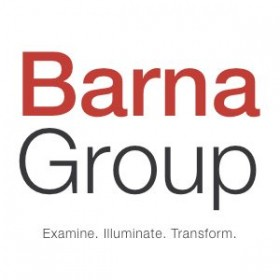 Barna
Group
Examine. Illuminate. Transform.